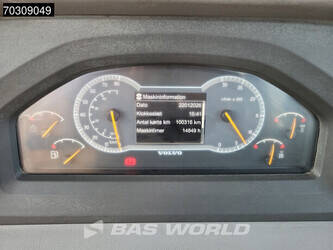 70309049
Maskininformation
Dato 22012026
Klokkeslæt 15:41
Antal kørte km 100316 km
Maskintimer 14849 h
VOLVO
BAS WORLD